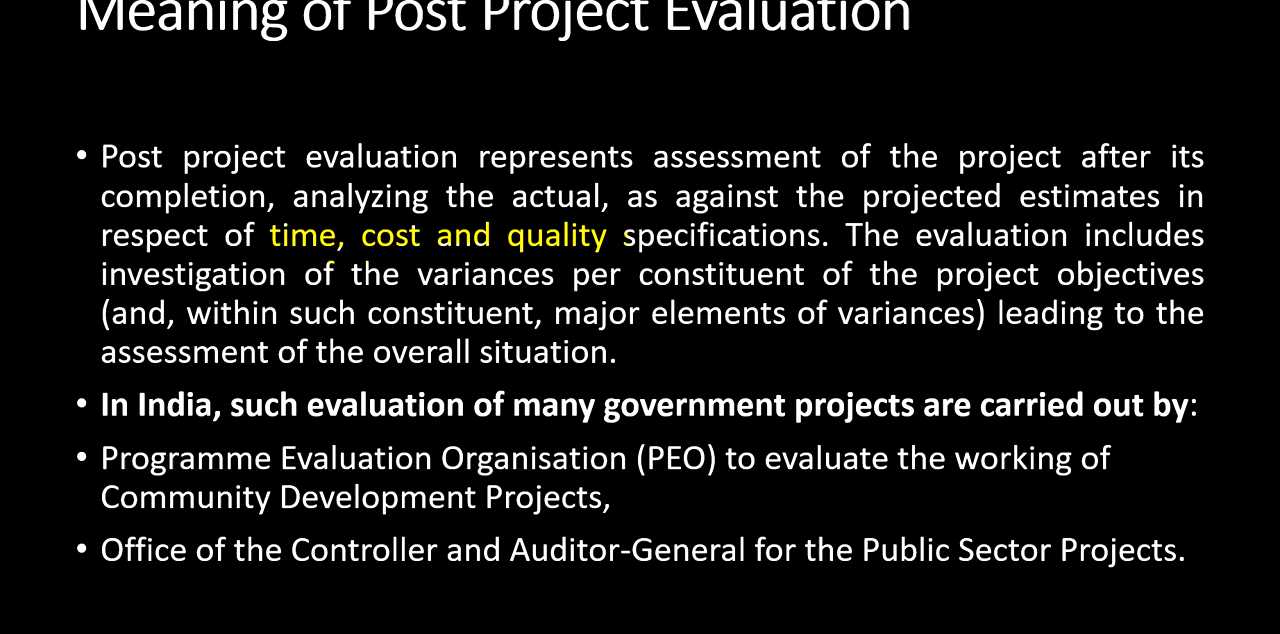 Meaning of Post Project Evaluation
• Post project evaluation represents assessment of the project after its
completion, analyzing the actual, as against the projected estimates in
respect of time, cost and quality specifications. The evaluation includes
investigation of the variances per constituent of the project objectives
(and, within such constituent, major elements of variances) leading to the
assessment of the overall situation.
• In India, such evaluation of many government projects are carried out by:
• Programme Evaluation Organisation (PEO) to evaluate the working of
Community Development Projects,
• Office of the Controller and Auditor-General for the Public Sector Projects.